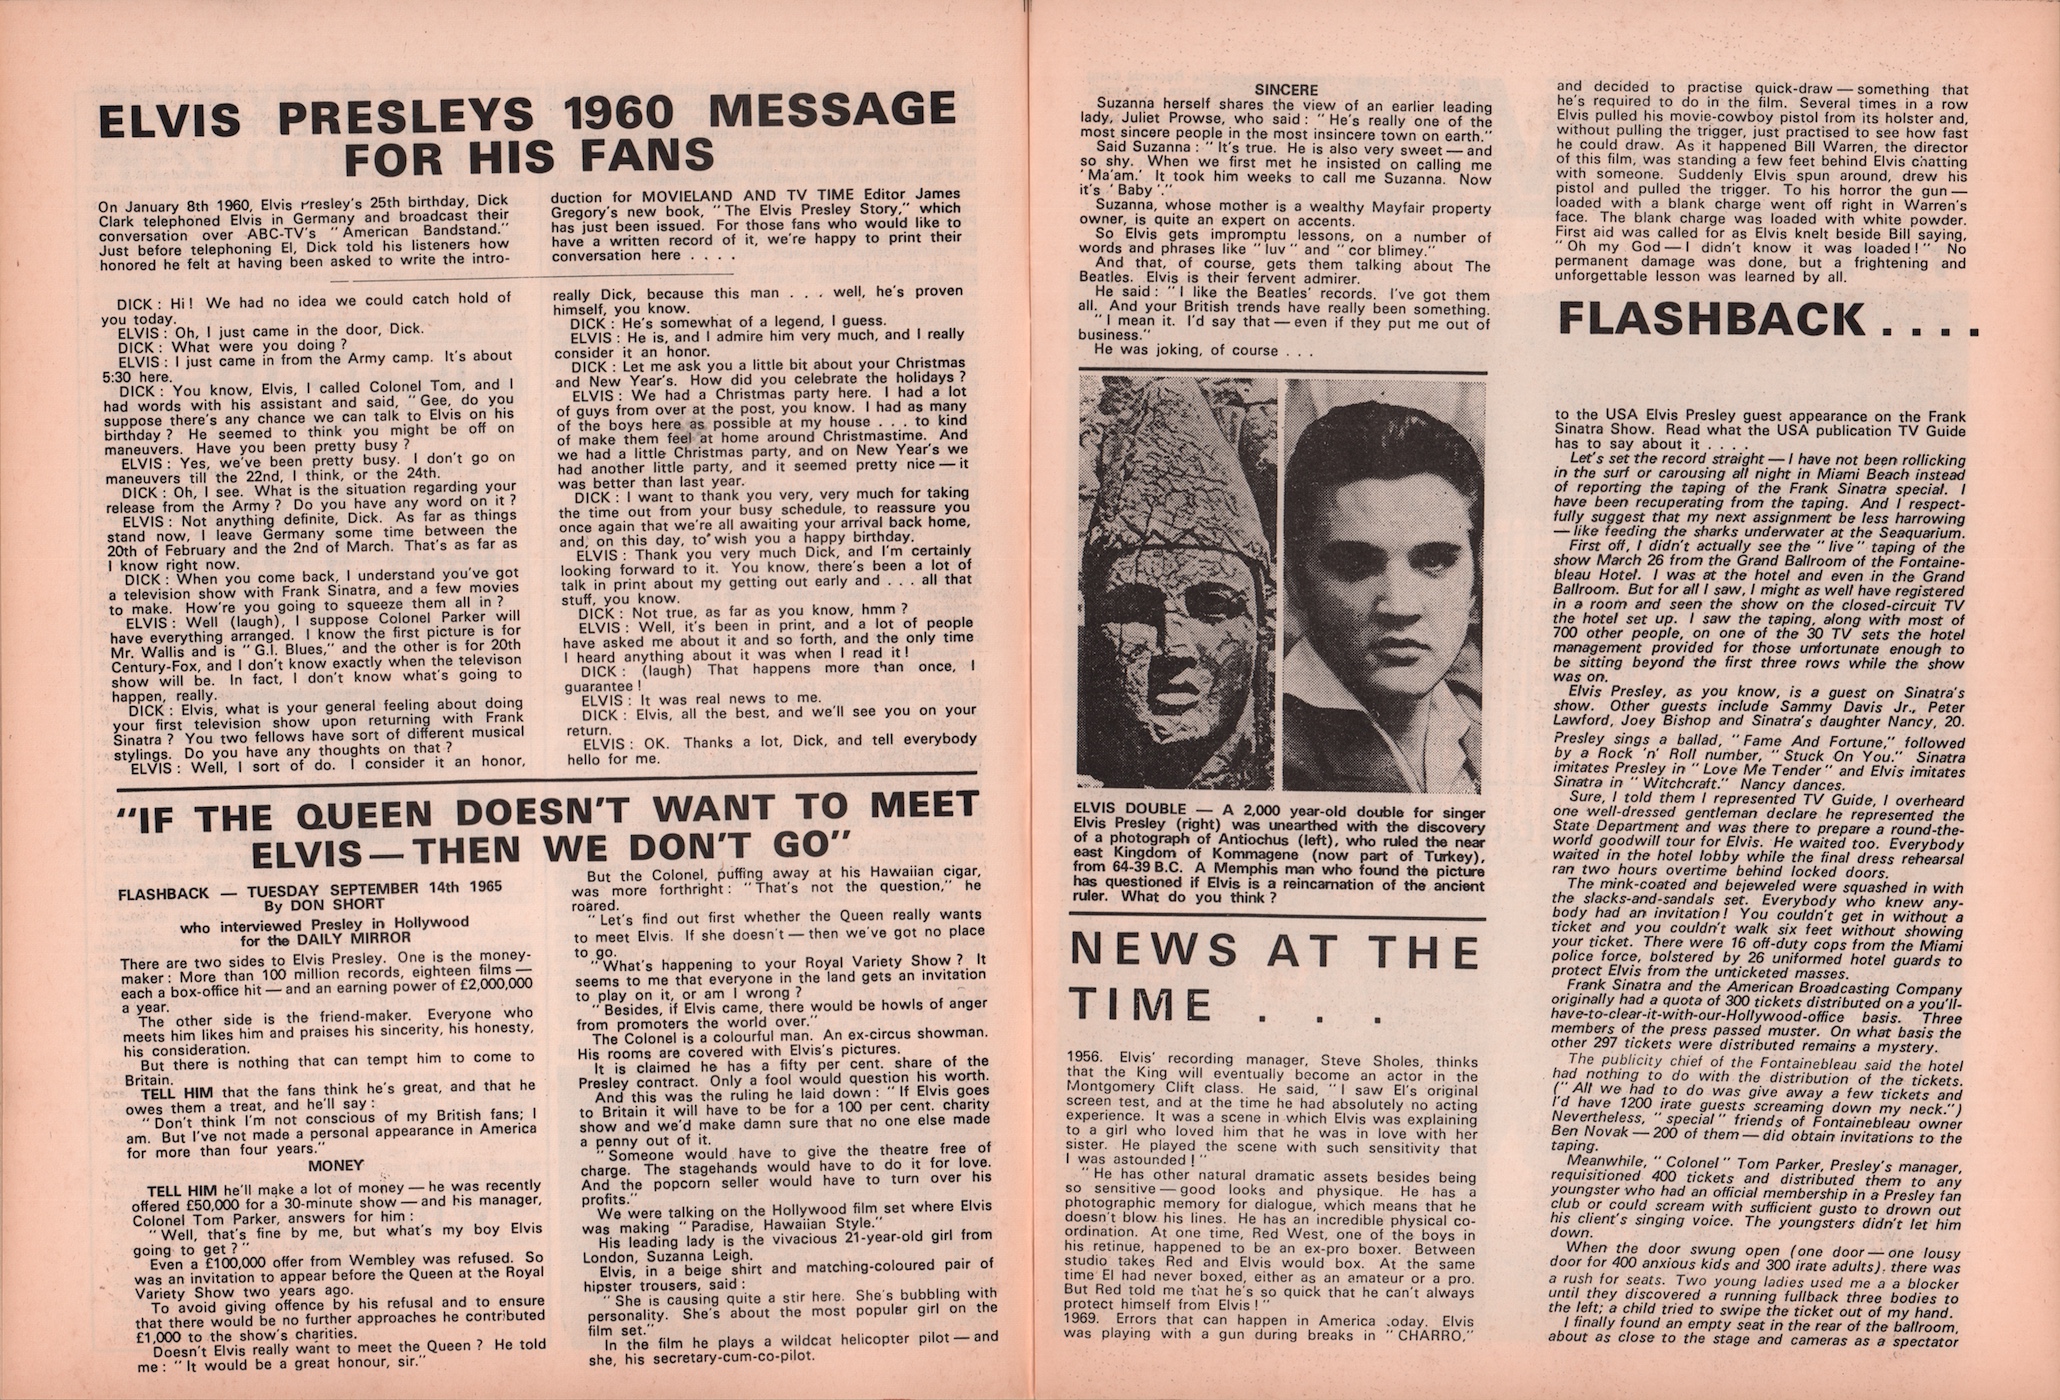 ELVIS PRESLEYS 1960 MESSAGE
FOR HIS FANS
On January 8th 1960, Elvis Presley's 25th birthday, Dick
Clark telephoned Elvis in Germany and broadcast their
conversation over ABC-TV's "American Bandstand."
Just before telephoning El, Dick told his listeners how
honored he felt at having been asked to write the intro-
duction for MOVIELAND AND TV TIME Editor James
Gregory's new book, "The Elvis Presley Story," which
has just been issued. For those fans who would like to
have a written record of it, we're happy to print their
conversation here . . . .
DICK : Hi! We had no idea we could catch hold of
you today.
ELVIS : Oh, I just came in the door, Dick.
DICK : What were you doing ?
ELVIS : I just came in from the Army camp. It's about
5:30 here.
DICK : You know, Elvis, I called Colonel Tom, and I
had words with his assistant and said, "Gee, do you
suppose there's any chance we can talk to Elvis on his
birthday ? He seemed to think you might be off on
maneuvers. Have you been pretty busy ?
ELVIS : Yes, we've been pretty busy. I don't go on
maneuvers till the 22nd, I think, or the 24th.
DICK : Oh, I see. What is the situation regarding your
release from the Army ? Do you have any word on it ?
ELVIS : Not anything definite, Dick. As far as things
stand now, I leave Germany some time between the
20th of February and the 2nd of March. That's as far as
I know right now.
DICK : When you come back, I understand you've got
a television show with Frank Sinatra, and a few movies
to make. How're you going to squeeze them all in ?
ELVIS : Well (laugh), I suppose Colonel Parker will
have everything arranged. I know the first picture is for
Mr. Wallis and is "G.I. Blues," and the other is for 20th
Century-Fox, and I don't know exactly when the televison
show will be. In fact, I don't know what's going to
happen, really.
DICK : Elvis, what is your general feeling about doing
your first television show upon returning with Frank
Sinatra ? You two fellows have sort of different musical
stylings. Do you have any thoughts on that ?
ELVIS : Well, I sort of do. I consider it an honor,
really Dick, because this man . . . well, he's proven
himself, you know.
DICK : He's somewhat of a legend, I guess.
ELVIS : He is, and I admire him very much, and I really
consider it an honor.
DICK : Let me ask you a little bit about your Christmas
and New Year's. How did you celebrate the holidays ?
ELVIS : We had a Christmas party here. I had a lot
of guys from over at the post, you know. I had as many
of the boys here as possible at my house . . . to kind
of make them feel at home around Christmastime. And
we had a little Christmas party, and on New Year's we
had another little party, and it seemed pretty nice — it
was better than last year.
DICK : I want to thank you very, very much for taking
the time out from your busy schedule, to reassure you
once again that we're all awaiting your arrival back home,
and, on this day, to wish you a happy birthday.
ELVIS : Thank you very much Dick, and I'm certainly
looking forward to it. You know, there's been a lot of
talk in print about my getting out early and . . . all that
stuff, you know.
DICK : Not true, as far as you know, hmm ?
ELVIS : Well, it's been in print, and a lot of people
have asked me about it and so forth, and the only time
I heard anything about it was when I read it !
DICK : (laugh) That happens more than once, I
guarantee !
ELVIS : It was real news to me.
DICK : Elvis, all the best, and we'll see you on your
return.
ELVIS : OK. Thanks a lot, Dick, and tell everybody
hello for me.
"IF THE QUEEN DOESN'T WANT TO MEET
ELVIS — THEN WE DON'T GO"
FLASHBACK — TUESDAY SEPTEMBER 14th 1965
By DON SHORT
who interviewed Presley in Hollywood
for the DAILY MIRROR
There are two sides to Elvis Presley. One is the money-
maker : More than 100 million records, eighteen films —
each a box-office hit — and an earning power of £2,000,000
a year.
The other side is the friend-maker. Everyone who
meets him likes him and praises his sincerity, his honesty,
his consideration.
But there is nothing that can tempt him to come to
Britain.
TELL HIM that the fans think he's great, and that he
owes them a treat, and he'll say :
"Don't think I'm not conscious of my British fans; I
am. But I've not made a personal appearance in America
for more than four years."
MONEY
TELL HIM he'll make a lot of money — he was recently
offered £50,000 for a 30-minute show — and his manager,
Colonel Tom Parker, answers for him :
"Well, that's fine by me, but what's my boy Elvis
going to get ?"
Even a £100,000 offer from Wembley was refused. So
was an invitation to appear before the Queen at the Royal
Variety Show two years ago.
To avoid giving offence by his refusal and to ensure
that there would be no further approaches he contributed
£1,000 to the show's charities.
Doesn't Elvis really want to meet the Queen ? He told
me : "It would be a great honour, sir."
But the Colonel, puffing away at his Hawaiian cigar,
was more forthright : "That's not the question," he
roared.
"Let's find out first whether the Queen really wants
to meet Elvis. If she doesn't — then we've got no place
to go.
"What's happening to your Royal Variety Show ? It
seems to me that everyone in the land gets an invitation
to play on it, or am I wrong ?
"Besides, if Elvis came, there would be howls of anger
from promoters the world over."
The Colonel is a colourful man. An ex-circus showman.
His rooms are covered with Elvis's pictures.
It is claimed he has a fifty per cent. share of the
Presley contract. Only a fool would question his worth.
And this was the ruling he laid down : "If Elvis goes
to Britain it will have to be for a 100 per cent. charity
show and we'd make damn sure that no one else made
a penny out of it.
"Someone would have to give the theatre free of
charge. The stagehands would have to do it for love.
And the popcorn seller would have to turn over his
profits."
We were talking on the Hollywood film set where Elvis
was making "Paradise, Hawaiian Style."
His leading lady is the vivacious 21-year-old girl from
London, Suzanna Leigh.
Elvis, in a beige shirt and matching-coloured pair of
hipster trousers, said :
"She is causing quite a stir here. She's bubbling with
personality. She's about the most popular girl on the
film set."
In the film he plays a wildcat helicopter pilot — and
she, his secretary-cum-co-pilot.
SINCERE
Suzanna herself shares the view of an earlier leading
lady, Juliet Prowse, who said : "He's really one of the
most sincere people in the most insincere town on earth."
Said Suzanna : "It's true. He is also very sweet — and
so shy. When we first met he insisted on calling me
'Ma'am.' It took him weeks to call me Suzanna. Now
it's 'Baby'."
Suzanna, whose mother is a wealthy Mayfair property
owner, is quite an expert on accents.
So Elvis gets impromptu lessons, on a number of
words and phrases like "luv" and "cor blimey."
And that, of course, gets them talking about The
Beatles. Elvis is their fervent admirer.
He said : "I like the Beatles' records. I've got them
all. And your British trends have really been something.
"I mean it. I'd say that — even if they put me out of
business."
He was joking, of course . . .
ELVIS DOUBLE — A 2,000 year-old double for singer
Elvis Presley (right) was unearthed with the discovery
of a photograph of Antiochus (left), who ruled the near
east Kingdom of Kommagene (now part of Turkey),
from 64-39 B.C. A Memphis man who found the picture
has questioned if Elvis is a reincarnation of the ancient
ruler. What do you think ?
NEWS AT THE
TIME . . .
1956. Elvis' recording manager, Steve Sholes, thinks
that the King will eventually become an actor in the
Montgomery Clift class. He said, "I saw El's original
screen test, and at the time he had absolutely no acting
experience. It was a scene in which Elvis was explaining
to a girl who loved him that he was in love with her
sister. He played the scene with such sensitivity that
I was astounded !"
"He has other natural dramatic assets besides being
so sensitive — good looks and physique. He has a
photographic memory for dialogue, which means that he
doesn't blow his lines. He has an incredible physical co-
ordination. At one time, Red West, one of the boys in
his retinue, happened to be an ex-pro boxer. Between
studio takes Red and Elvis would box. At the same
time El had never boxed, either as an amateur or a pro.
But Red told me that he's so quick that he can't always
protect himself from Elvis !"
1969. Errors that can happen in America .oday. Elvis
was playing with a gun during breaks in "CHARRO,"
and decided to practise quick-draw — something that
he's required to do in the film. Several times in a row
Elvis pulled his movie-cowboy pistol from its holster and,
without pulling the trigger, just practised to see how fast
he could draw. As it happened Bill Warren, the director
of this film, was standing a few feet behind Elvis chatting
with someone. Suddenly Elvis spun around, drew his
pistol and pulled the trigger. To his horror the gun —
loaded with a blank charge went off right in Warren's
face. The blank charge was loaded with white powder.
First aid was called for as Elvis knelt beside Bill saying,
"Oh my God — I didn't know it was loaded !" No
permanent damage was done, but a frightening and
unforgettable lesson was learned by all.
FLASHBACK . . . .
to the USA Elvis Presley guest appearance on the Frank
Sinatra Show. Read what the USA publication TV Guide
has to say about it . . . .
Let's set the record straight — I have not been rollicking
in the surf or carousing all night in Miami Beach instead
of reporting the taping of the Frank Sinatra special. I
have been recuperating from the taping. And I respect-
fully suggest that my next assignment be less harrowing
— like feeding the sharks underwater at the Seaquarium.
First off, I didn't actually see the "live" taping of the
show March 26 from the Grand Ballroom of the Fontaine-
bleau Hotel. I was at the hotel and even in the Grand
Ballroom. But for all I saw, I might as well have registered
in a room and seen the show on the closed-circuit TV
the hotel set up. I saw the taping, along with most of
700 other people, on one of the 30 TV sets the hotel
management provided for those unfortunate enough to
be sitting beyond the first three rows while the show
was on.
Elvis Presley, as you know, is a guest on Sinatra's
show. Other guests include Sammy Davis Jr., Peter
Lawford, Joey Bishop and Sinatra's daughter Nancy, 20.
Presley sings a ballad, "Fame And Fortune," followed
by a Rock 'n' Roll number, "Stuck On You." Sinatra
imitates Presley in "Love Me Tender" and Elvis imitates
Sinatra in "Witchcraft." Nancy dances.
Sure, I told them I represented TV Guide, I overheard
one well-dressed gentleman declare he represented the
State Department and was there to prepare a round-the-
world goodwill tour for Elvis. He waited too. Everybody
waited in the hotel lobby while the final dress rehearsal
ran two hours overtime behind locked doors.
The mink-coated and bejeweled were squashed in with
the slacks-and-sandals set. Everybody who knew any-
body had an invitation ! You couldn't get in without a
ticket and you couldn't walk six feet without showing
your ticket. There were 16 off-duty cops from the Miami
police force, bolstered by 26 uniformed hotel guards to
protect Elvis from the unticketed masses.
Frank Sinatra and the American Broadcasting Company
originally had a quota of 300 tickets distributed on a you'll-
have-to-clear-it-with-our-Hollywood-office basis. Three
members of the press passed muster. On what basis the
other 297 tickets were distributed remains a mystery.
The publicity chief of the Fontainebleau said the hotel
had nothing to do with the distribution of the tickets.
("All we had to do was give away a few tickets and
I'd have 1200 irate guests screaming down my neck.")
Nevertheless, "special" friends of Fontainebleau owner
Ben Novak — 200 of them — did obtain invitations to the
taping.
Meanwhile, "Colonel" Tom Parker, Presley's manager,
requisitioned 400 tickets and distributed them to any
youngster who had an official membership in a Presley fan
club or could scream with sufficient gusto to drown out
his client's singing voice. The youngsters didn't let him
down.
When the door swung open (one door — one lousy
door for 400 anxious kids and 300 irate adults), there was
a rush for seats. Two young ladies used me a a blocker
until they discovered a running fullback three bodies to
the left; a child tried to swipe the ticket out of my hand.
I finally found an empty seat in the rear of the ballroom,
about as close to the stage and cameras as a spectator